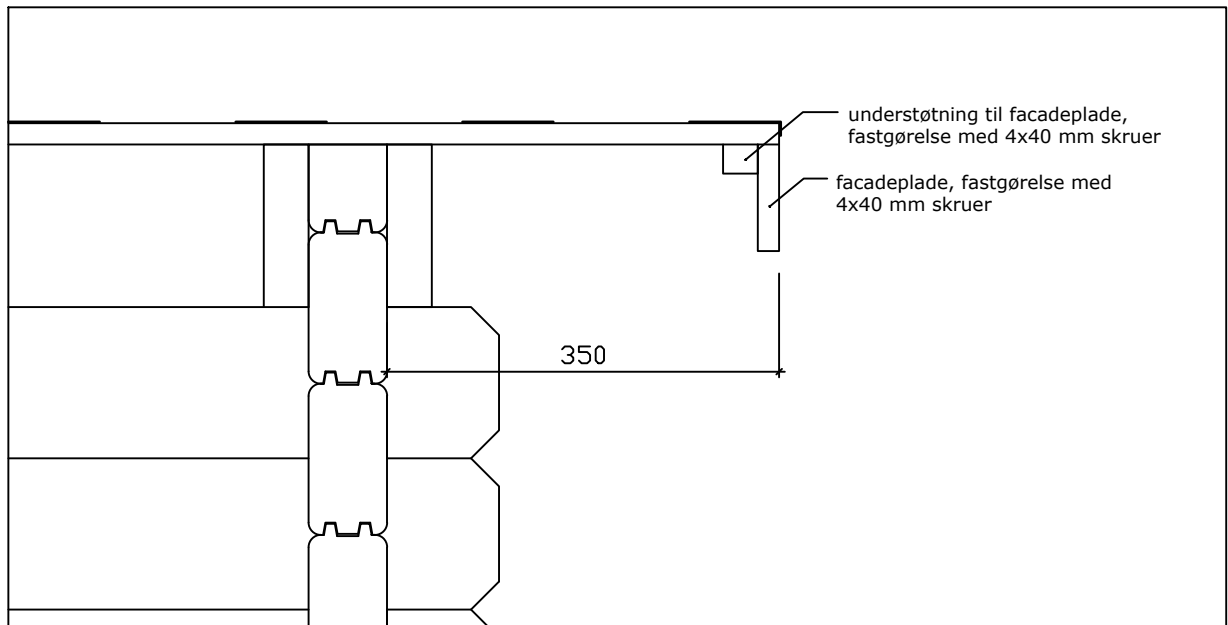 understøtning til facadeplade,
fastgørelse med 4x40 mm skruer
facadeplade, fastgørelse med
4x40 mm skruer
350